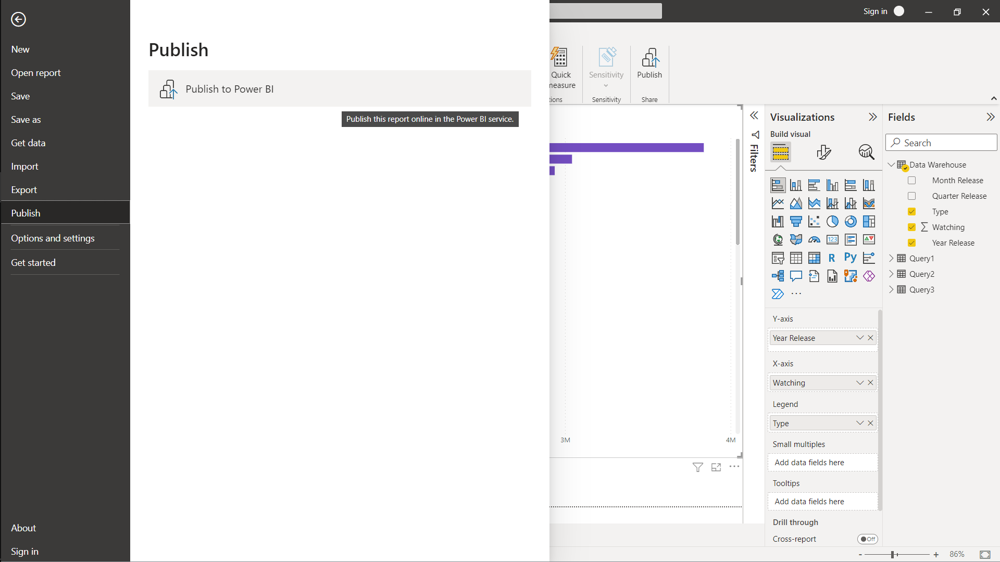 New
Open report
Save
Save as
Get data
Import
Export
Publish
Options and settings
Get started
About
Sign in
Publish
Publish to Power BI
Publish this report online in the Power BI service.
Sign in
Quick
measure
Sensitivity
Publish
Sensitivity
Share
3M
4M
Filters
Visualizations
Build visual
123
R
Py
Y-axis
Year Release
X-axis
Watching
Legend
Type
Small multiples
Add data fields here
Tooltips
Add data fields here
Drill through
Cross-report
Off
Fields
Search
Data Warehouse
Month Release
Quarter Release
Type
Watching
Year Release
Query1
Query2
Query3
86%